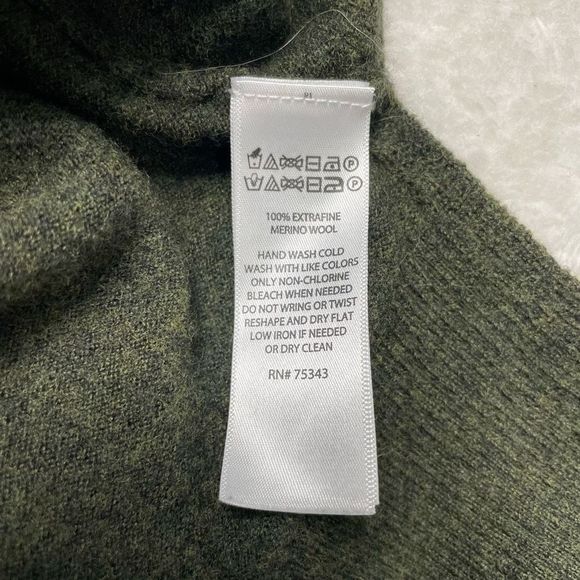 100% EXTRAFINE
MERINO WOOL
HAND WASH COLD
WASH WITH LIKE COLORS
ONLY NON-CHLORINE
BLEACH WHEN NEEDED
DO NOT WRING OR TWIST
RESHAPE AND DRY FLAT
LOW IRON IF NEEDED
OR DRY CLEAN
RN# 75343